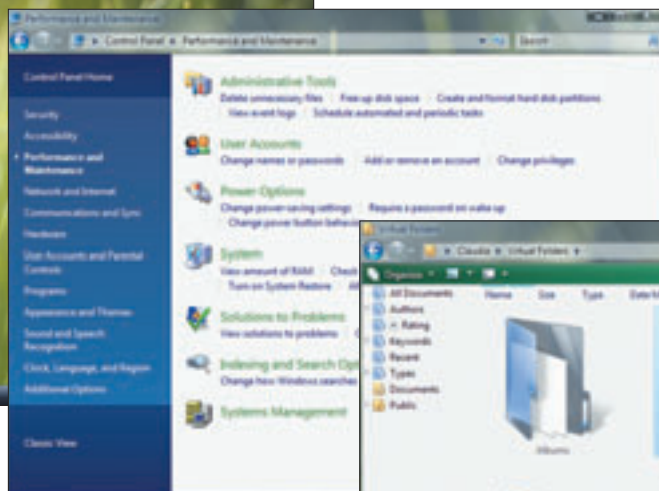 Performance and Maintenance
Control Panel ▸ Performance and Maintenance
Search
Control Panel Home
Security
Accessibility
Performance and
Maintenance
Network and Internet
Communications and Sync
Hardware
User Accounts and Parental
Controls
Programs
Appearance and Themes
Sound and Speech
Recognition
Clock, Language, and Region
Additional Options
Classic View
Administrative Tools
Delete unnecessary files Free up disk space Create and format hard disk partitions
View event logs Schedule automated and periodic tasks
User Accounts
Change names or passwords Add or remove an account Change privileges
Power Options
Change power-saving settings Require a password on wake up
Change power button behavior
System
View amount of RAM Check
Turn on System Restore
Solutions to Problems
View solutions to problems
Indexing and Search Opt
Change how Windows searches
Systems Management
Virtual Folders
Claudia ▸ Virtual Folders ▸
Organize
All Documents
Authors
Rating
Keywords
Recent
Types
Documents
Public
Name Size Type Date M
Albums